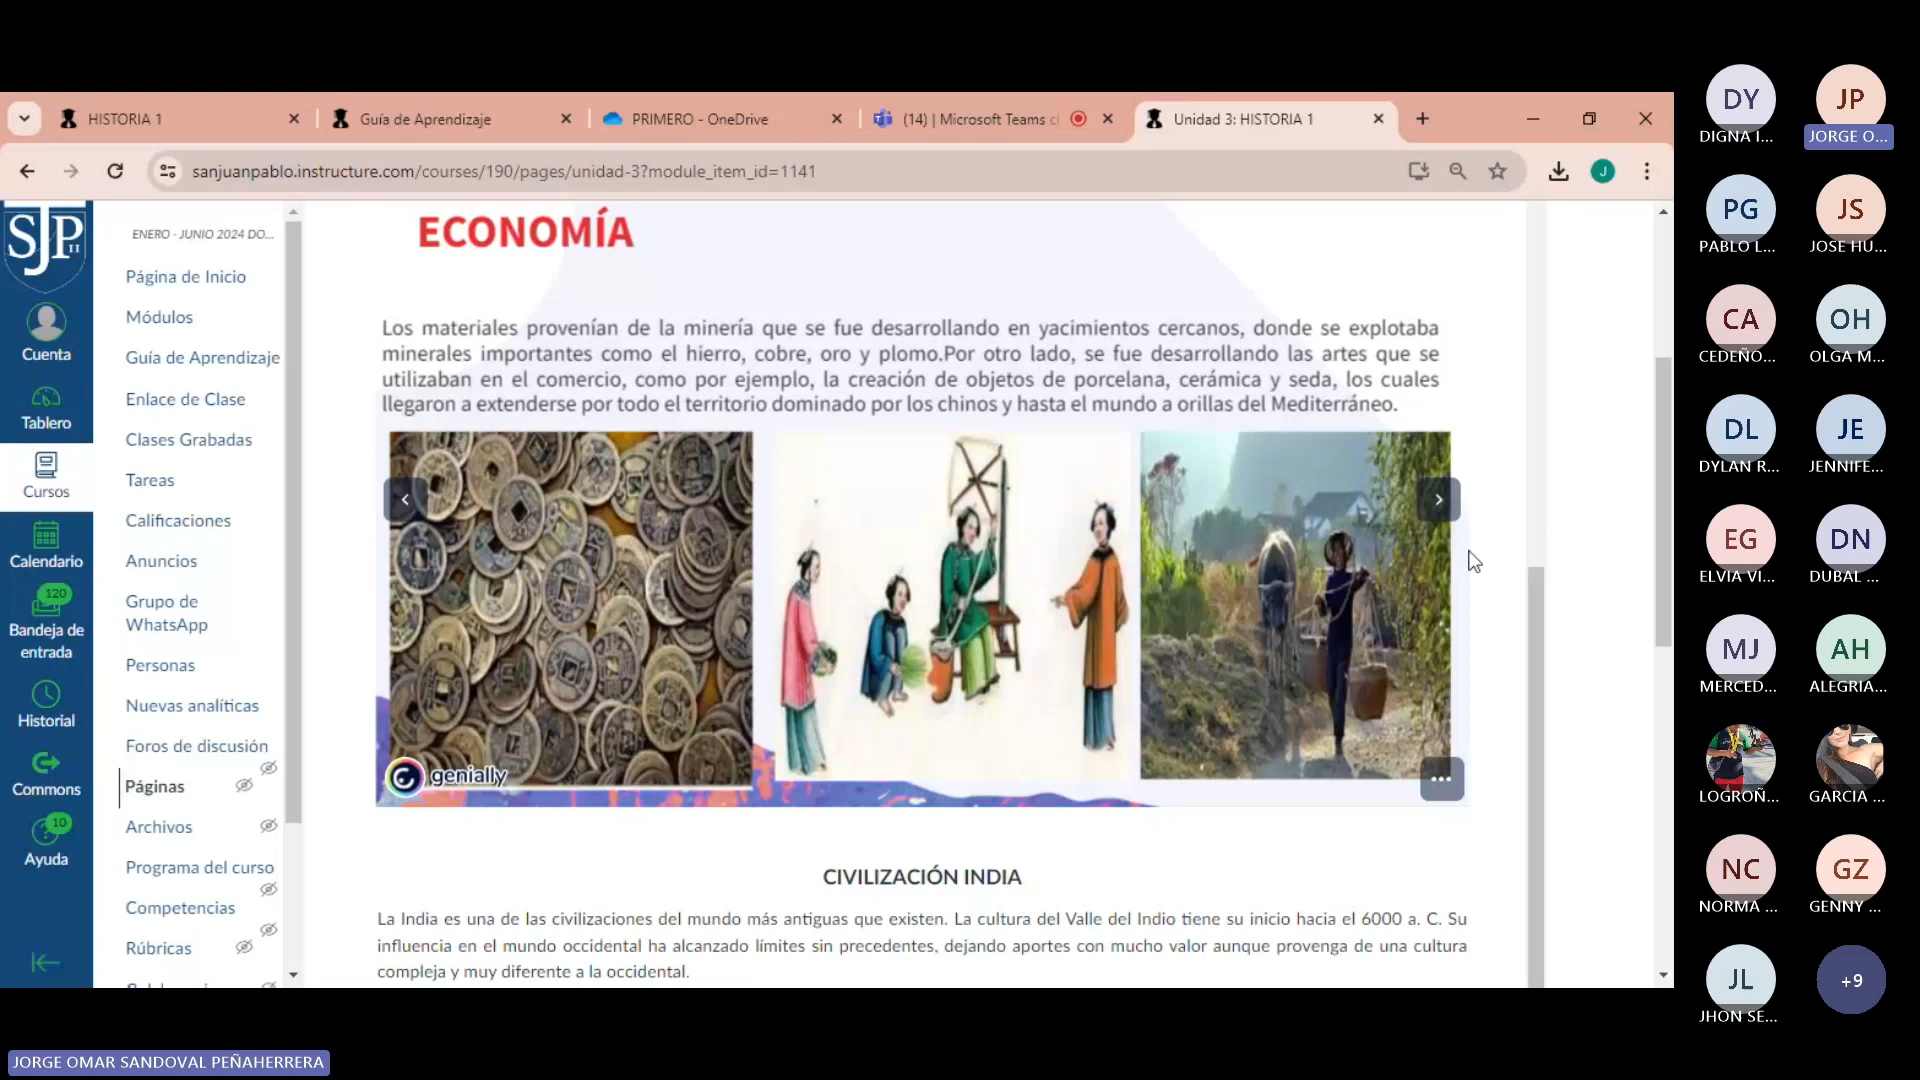 HISTORIA 1
Guía de Aprendizaje
PRIMERO - OneDrive
(14) | Microsoft Teams cl
Unidad 3: HISTORIA 1
sanjuanpablo.instructure.com/courses/190/pages/unidad-3?module_item_id=1141
J
SJP
II
Cuenta
Tablero
Cursos
Calendario
120
Bandeja de
entrada
Historial
Commons
10
Ayuda
ENERO - JUNIO 2024 DO...
Página de Inicio
Módulos
Guía de Aprendizaje
Enlace de Clase
Clases Grabadas
Tareas
Calificaciones
Anuncios
Grupo de
WhatsApp
Personas
Nuevas analíticas
Foros de discusión
Páginas
Archivos
Programa del curso
Competencias
Rúbricas
ECONOMÍA
Los materiales provenían de la minería que se fue desarrollando en yacimientos cercanos, donde se explotaba
minerales importantes como el hierro, cobre, oro y plomo.Por otro lado, se fue desarrollando las artes que se
utilizaban en el comercio, como por ejemplo, la creación de objetos de porcelana, cerámica y seda, los cuales
llegaron a extenderse por todo el territorio dominado por los chinos y hasta el mundo a orillas del Mediterráneo.
genially
CIVILIZACIÓN INDIA
La India es una de las civilizaciones del mundo más antiguas que existen. La cultura del Valle del Indio tiene su inicio hacia el 6000 a. C. Su
influencia en el mundo occidental ha alcanzado límites sin precedentes, dejando aportes con mucho valor aunque provenga de una cultura
compleja y muy diferente a la occidental.
DY
DIGNA I...
JP
JORGE O...
PG
PABLO L...
JS
JOSE HU...
CA
CEDEÑO...
OH
OLGA M...
DL
DYLAN R...
JE
JENNIFE...
EG
ELVIA VI...
DN
DUBAL ...
MJ
MERCED...
AH
ALEGRIA...
LOGROÑ...
GARCIA ...
NC
NORMA ...
GZ
GENNY ...
JL
JHON SE...
+9
JORGE OMAR SANDOVAL PEÑAHERRERA